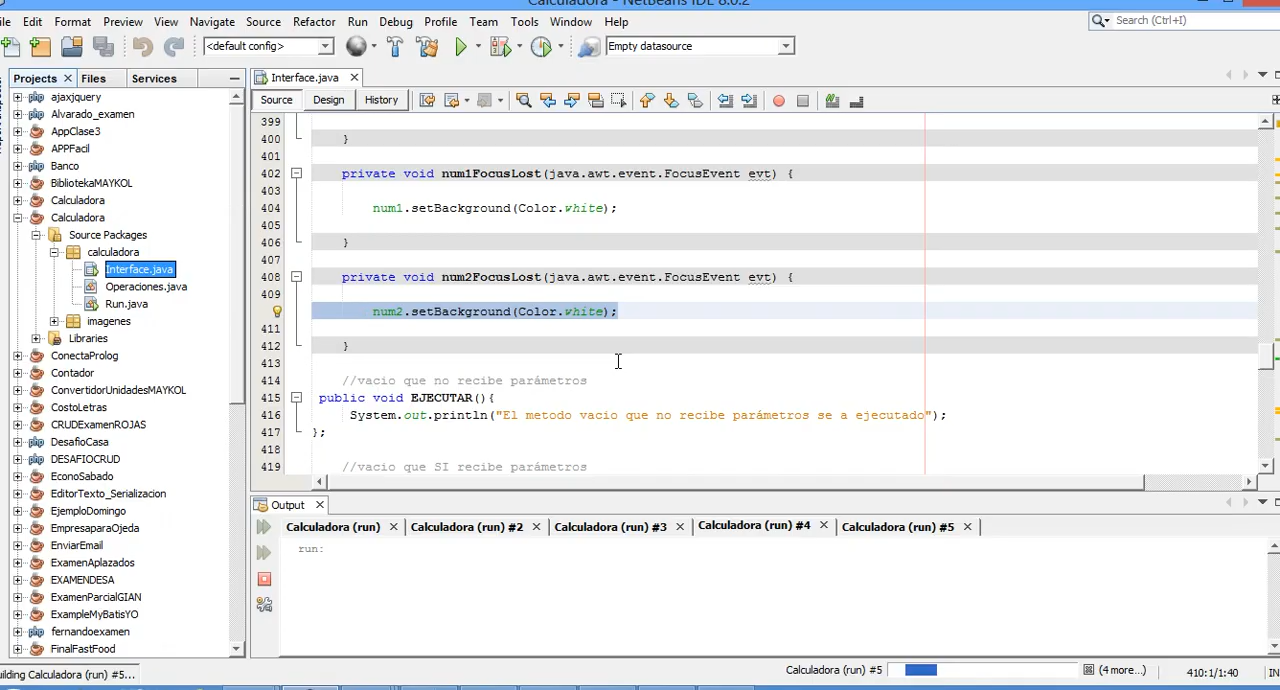 Calculadora - NetBeans IDE 8.0.2
Edit Format Preview View Navigate Source Refactor Run Debug Profile Team Tools Window Help
Search (Ctrl+I)
<default config>
Empty datasource
Projects Files Services
Interface.java
Source Design History
ajaxjquery
Alvarado_examen
AppClase3
APPFacil
Banco
BibliotekaMAYKOL
Calculadora
Calculadora
Source Packages
calculadora
Interface.java
Operaciones.java
Run.java
imagenes
Libraries
ConectaProlog
Contador
ConvertidorUnidadesMAYKOL
CostoLetras
CRUDExamenROJAS
DesafioCasa
DESAFIOCRUD
EconoSabado
EditorTexto_Serializacion
EjemploDomingo
EmpresaparaOjeda
EnviarEmail
ExamenAplazados
EXAMENDESA
ExamenParcialGIAN
ExampleMyBatisYO
fernandoexamen
FinalFastFood
399
400 }
401
402 private void num1FocusLost(java.awt.event.FocusEvent evt) {
403
404 num1.setBackground(Color.white);
405
406 }
407
408 private void num2FocusLost(java.awt.event.FocusEvent evt) {
409
num2.setBackground(Color.white);
411
412 }
413
414 //vacio que no recibe parámetros
415 public void EJECUTAR(){
416 System.out.println("El metodo vacio que no recibe parámetros se a ejecutado");
417 };
418
419 //vacio que SI recibe parámetros
Output
Calculadora (run) Calculadora (run) #2 Calculadora (run) #3 Calculadora (run) #4 Calculadora (run) #5
run:
Calculadora (run) #5... Calculadora (run) #5 (4 more...) 410:1/1:40